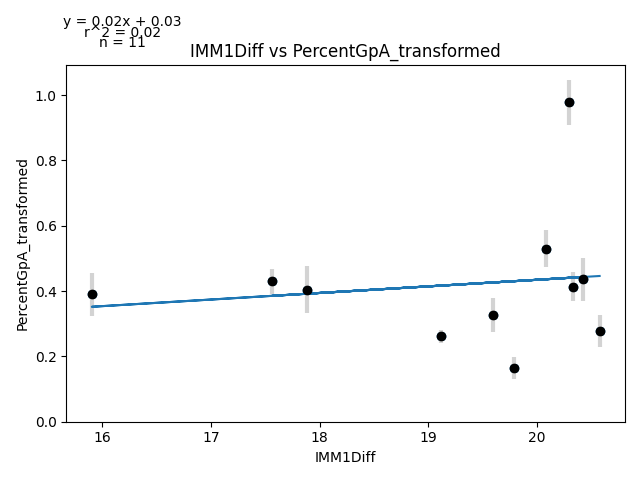 y = 0.02x + 0.03
r^2 = 0.02
n = 11
IMM1Diff vs PercentGpA_transformed
PercentGpA_transformed
1.0
0.8
0.6
0.4
0.2
0.0
16 17 18 19 20
IMM1Diff